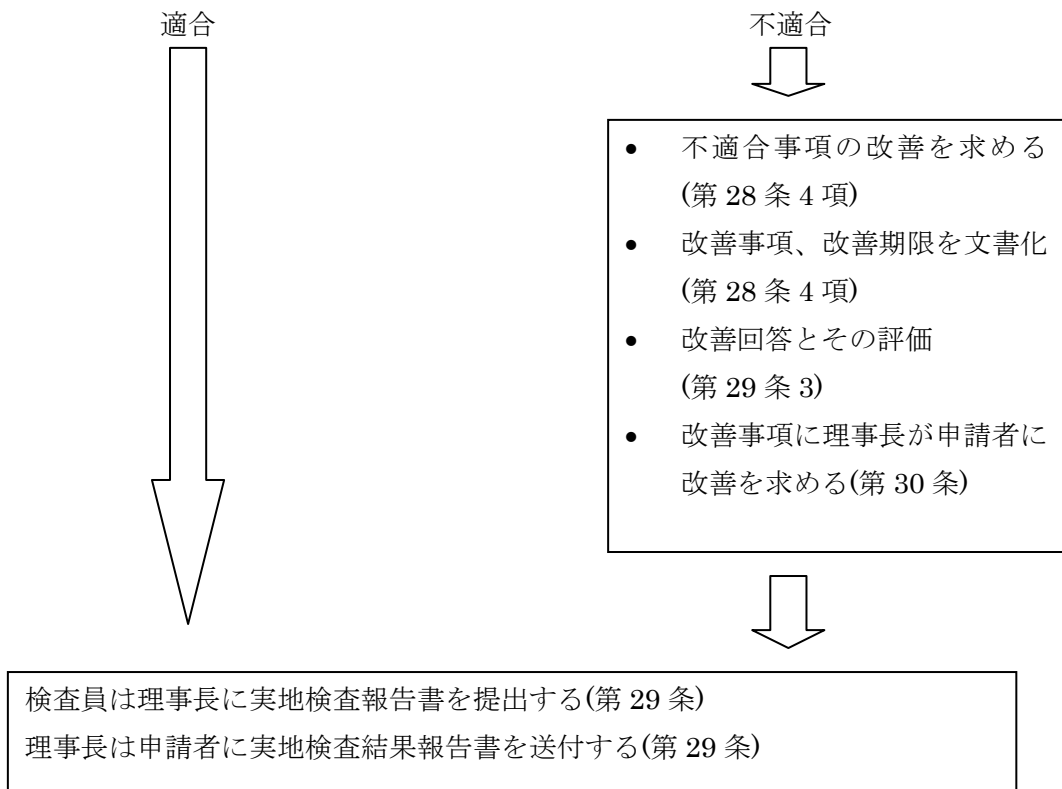 適合
不適合
• 不適合事項の改善を求める
(第 28 条 4 項)
• 改善事項、改善期限を文書化
(第 28 条 4 項)
• 改善回答とその評価
(第 29 条 3)
• 改善事項に理事長が申請者に
改善を求める(第 30 条)
検査員は理事長に実地検査報告書を提出する(第 29 条)
理事長は申請者に実地検査結果報告書を送付する(第 29 条)